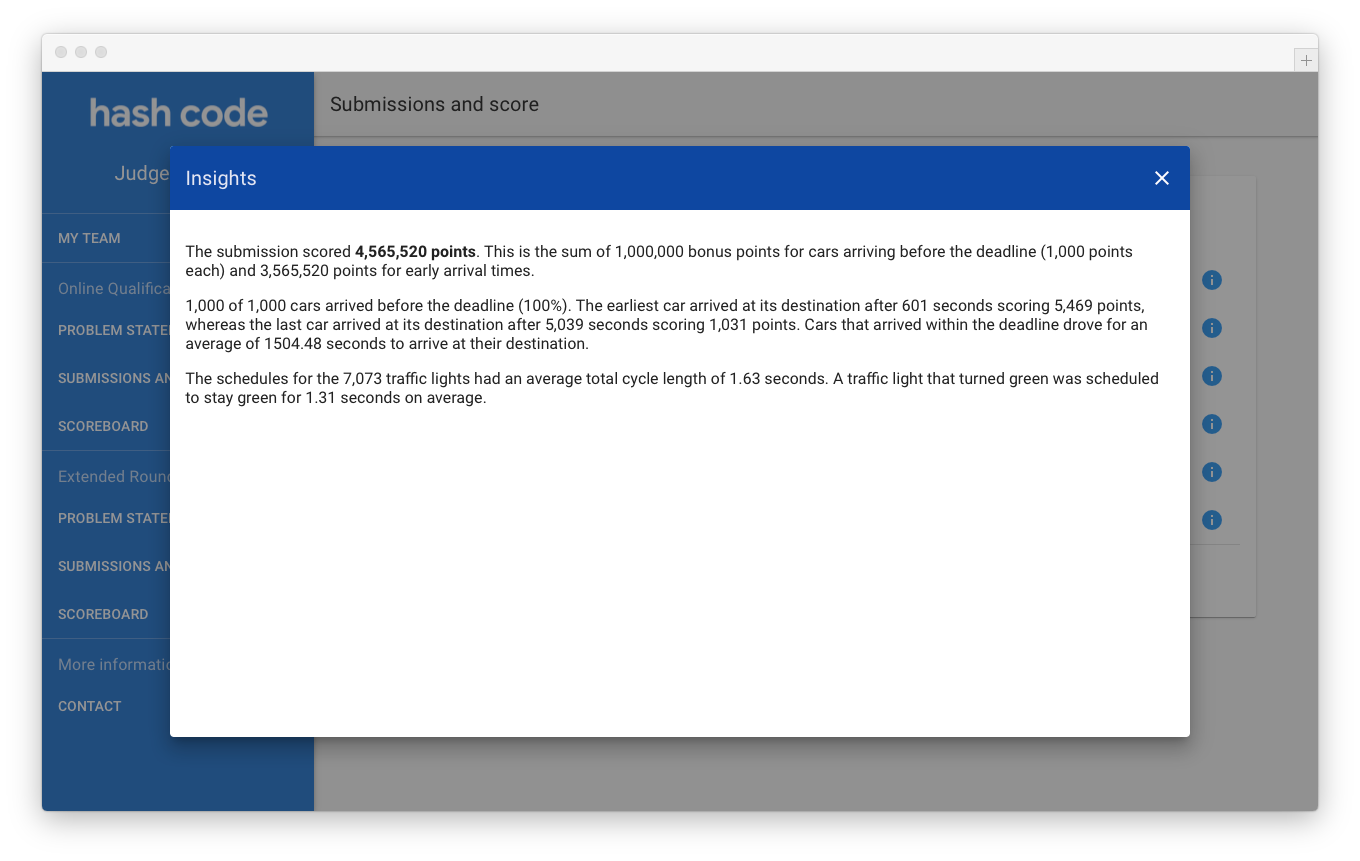 hash code
Submissions and score
Judge
Insights
MY TEAM
The submission scored 4,565,520 points. This is the sum of 1,000,000 bonus points for cars arriving before the deadline (1,000 points
each) and 3,565,520 points for early arrival times.
1,000 of 1,000 cars arrived before the deadline (100%). The earliest car arrived at its destination after 601 seconds scoring 5,469 points,
whereas the last car arrived at its destination after 5,039 seconds scoring 1,031 points. Cars that arrived within the deadline drove for an
average of 1504.48 seconds to arrive at their destination.
The schedules for the 7,073 traffic lights had an average total cycle length of 1.63 seconds. A traffic light that turned green was scheduled
to stay green for 1.31 seconds on average.
Online Qualifica
PROBLEM STATE
SUBMISSIONS AN
SCOREBOARD
Extended Roun
PROBLEM STATE
SUBMISSIONS AN
SCOREBOARD
More informatio
CONTACT